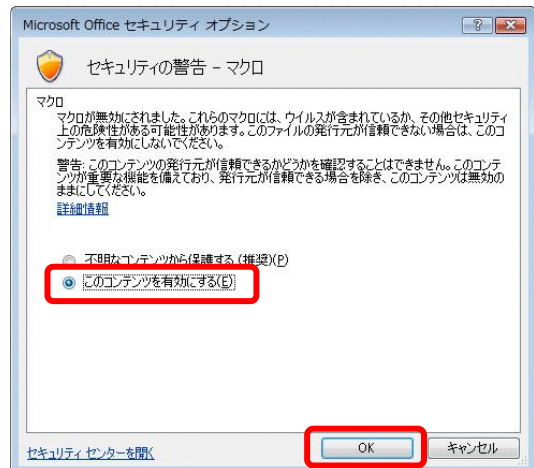 Microsoft Office セキュリティ オプション
セキュリティの警告 - マクロ
マクロ
マクロが無効にされました。これらのマクロには、ウイルスが含まれているか、その他セキュリティ
上の危険性がある可能性があります。このファイルの発行元が信頼できない場合は、このコ
ンテンツを有効にしないでください。
警告: このコンテンツの発行元が信頼できるかどうかを確認することはできません。このコンテ
ンツが重要な機能を備えており、発行元が信頼できる場合を除き、このコンテンツは無効の
ままにしてください。
詳細情報
不明なコンテンツから保護する (推奨)(P)
このコンテンツを有効にする(E)
セキュリティ センターを開く
OK
キャンセル